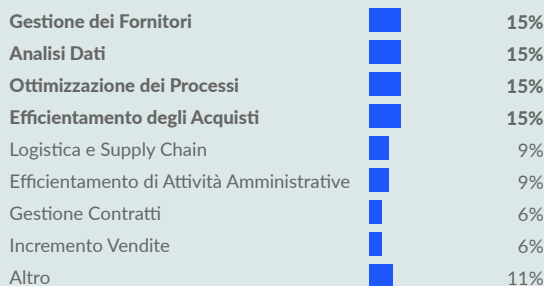 Gestione dei Fornitori 15%
Analisi Dati 15%
Ottimizzazione dei Processi 15%
Efficientamento degli Acquisti 15%
Logistica e Supply Chain 9%
Efficientamento di Attività Amministrative 9%
Gestione Contratti 6%
Incremento Vendite 6%
Altro 11%